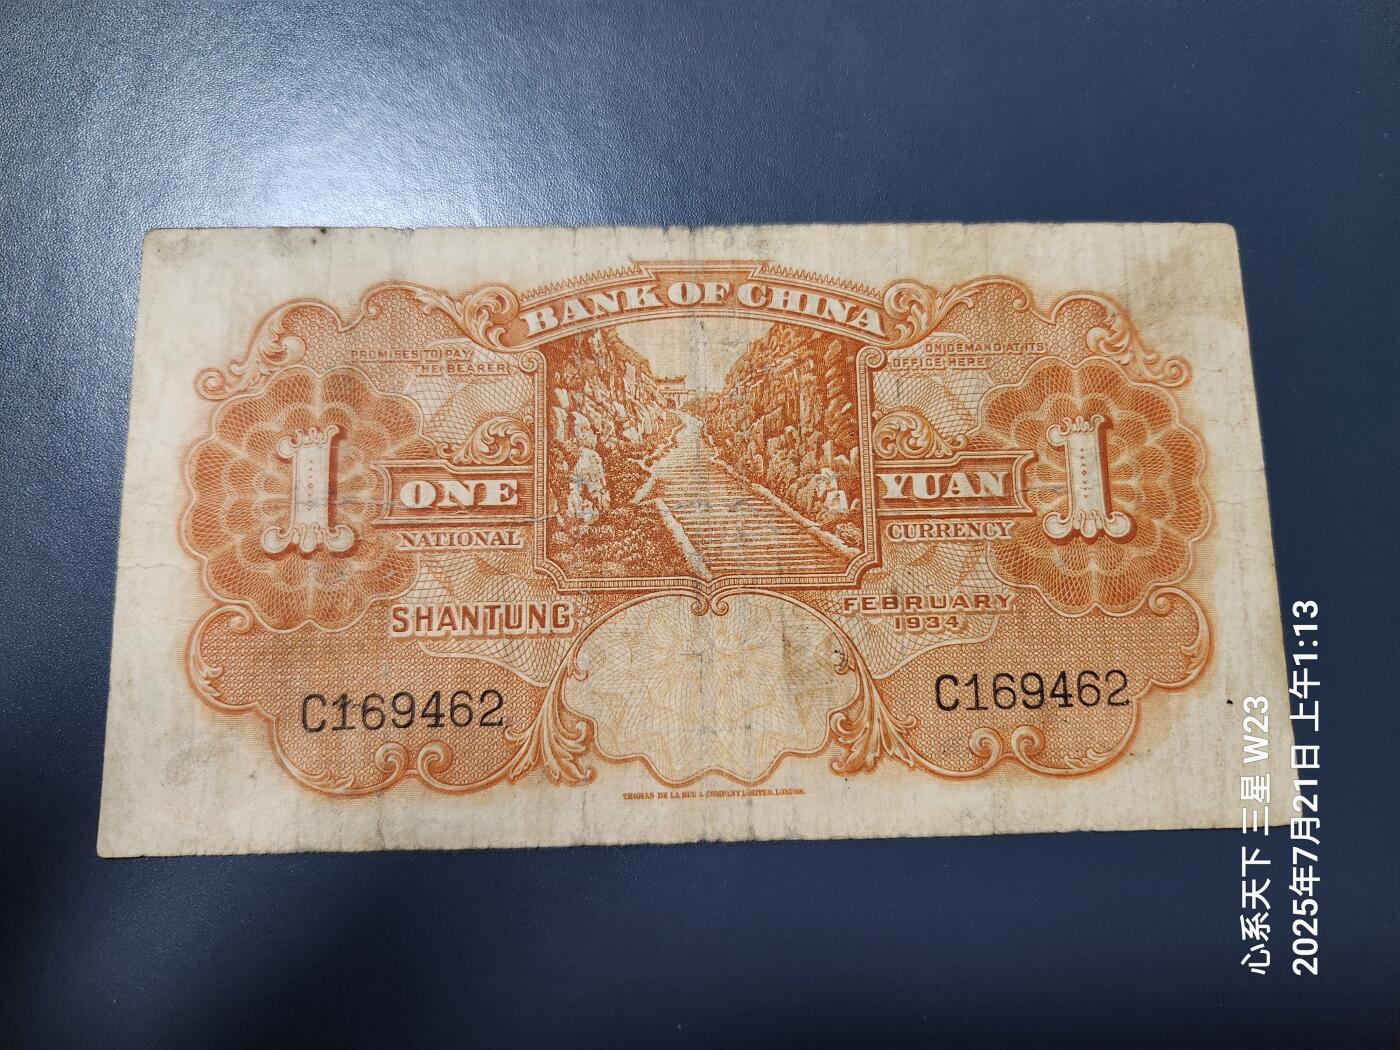 BANK OF CHINA
PROMISES TO PAY
THE BEARER
ON DEMAND AT ITS
OFFICE HERE
1
ONE
YUAN
1
NATIONAL
CURRENCY
SHANTUNG
FEBRUARY
1934
C169462
C169462
THOMAS DE LA RUE & COMPANY LIMITED, LONDON.
心系天下 三星 W23
2025年7月21日 上午1:13